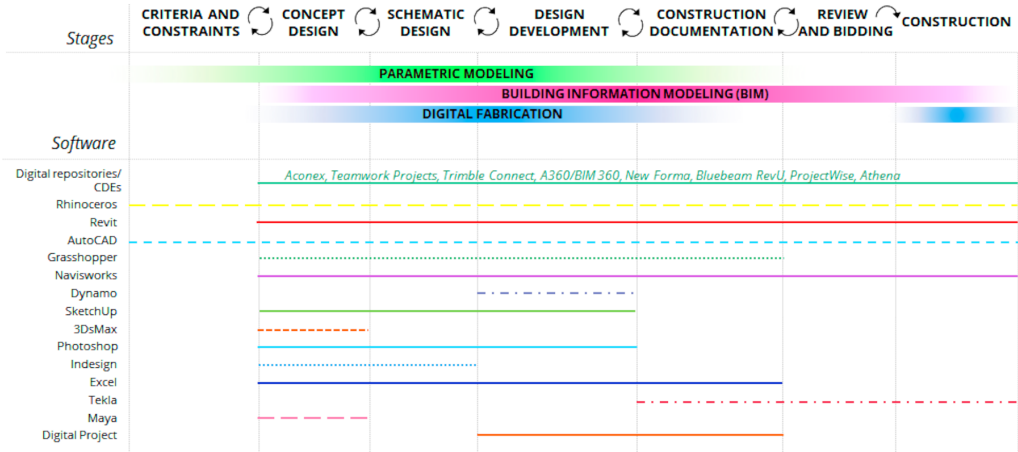 CRITERIA AND CONSTRAINTS
CONCEPT DESIGN
SCHEMATIC DESIGN
DESIGN DEVELOPMENT
CONSTRUCTION DOCUMENTATION
REVIEW AND BIDDING
CONSTRUCTION
Stages
PARAMETRIC MODELING
BUILDING INFORMATION MODELING (BIM)
DIGITAL FABRICATION
Software
Digital repositories/
CDEs
Aconex, Teamwork Projects, Trimble Connect, A360/BIM 360, New Forma, Bluebeam RevU, ProjectWise, Athena
Rhinoceros
Revit
AutoCAD
Grasshopper
Navisworks
Dynamo
SketchUp
3DsMax
Photoshop
Indesign
Excel
Tekla
Maya
Digital Project